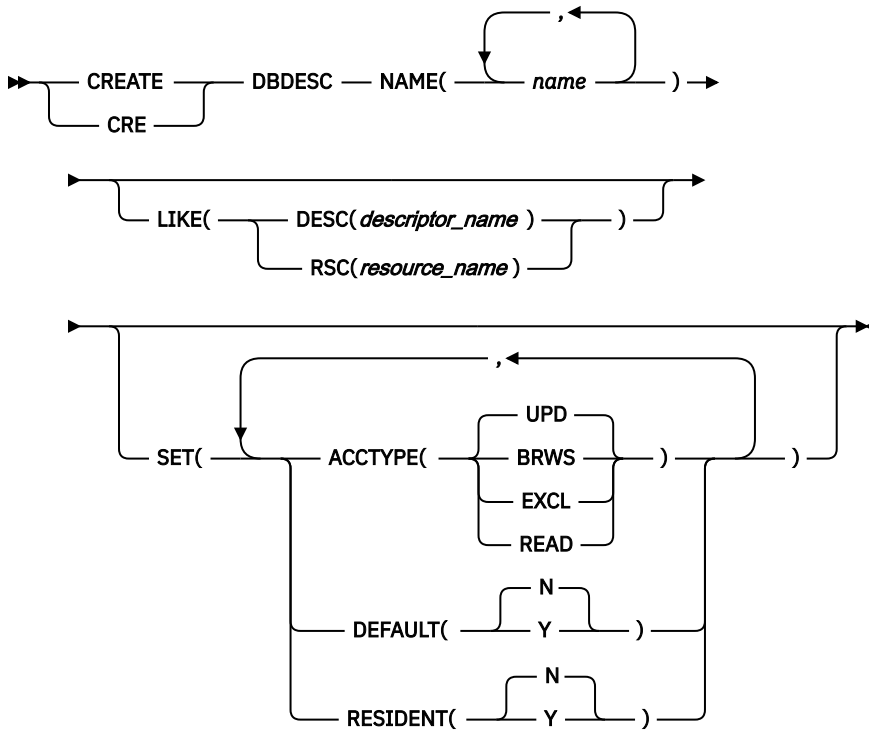 ,
CREATE DBDESC NAME( name )
CRE
LIKE( DESC( descriptor_name ) )
RSC( resource_name )
,
UPD
SET( ACCTYPE( BRWS ) )
EXCL
READ
N
DEFAULT( Y )
N
RESIDENT( Y )